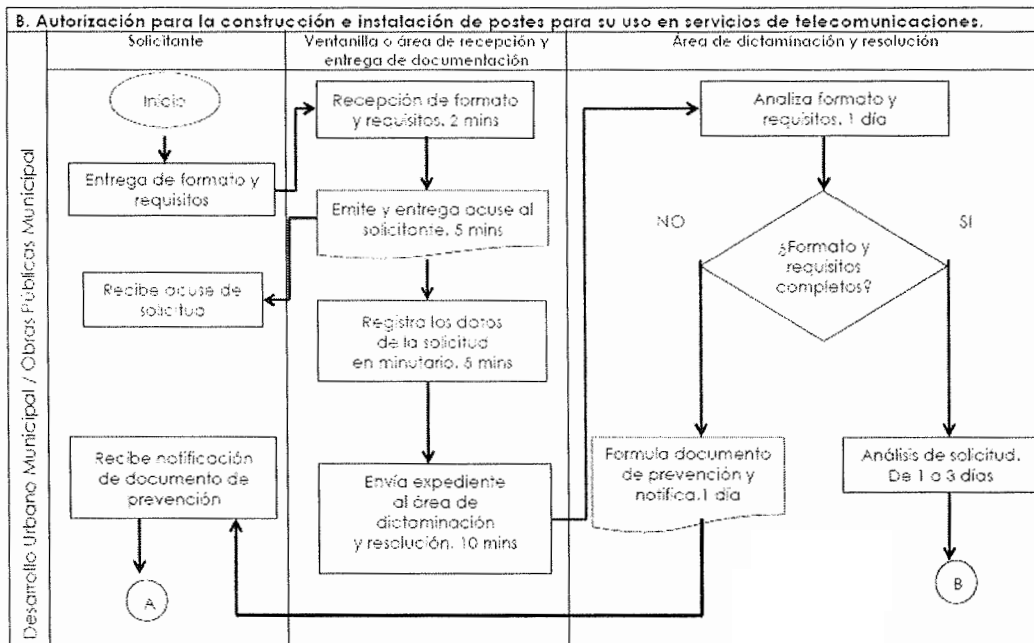 B. Autorización para la construcción e instalación de postes para su uso en servicios de telecomunicaciones.
Solicitante
Ventanilla o área de recepción y
entrega de documentación
Área de dictaminación y resolución
Desarrollo Urbano Municipal / Obras Públicas Municipal
Inicio
Entrega de formato y
requisitos
Recepción de formato
y requisitos. 2 mins
Emite y entrega acuse al
solicitante. 5 mins
Recibe acuse de
solicitud
Registra los datos
de la solicitud
en minutario. 5 mins
Envía expediente
al área de
dictaminación
y resolución. 10 mins
Analiza formato y
requisitos. 1 día
¿Formato y
requisitos
completos?
NO
SI
Formula documento
de prevención y
notifica.1 día
Análisis de solicitud.
De 1 a 3 días
Recibe notificación
de documento de
prevención
A
B